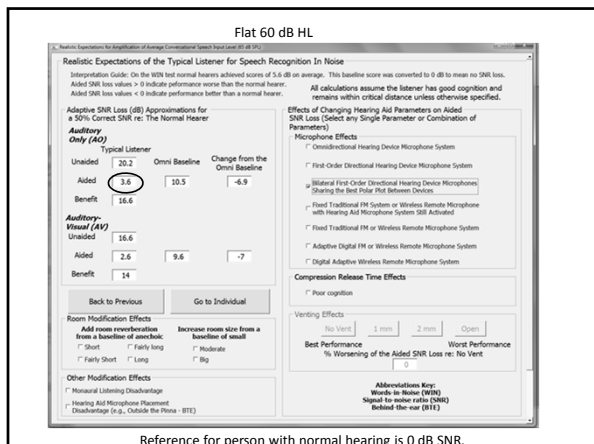 Flat 60 dB HL
Realistic Expectations for Amplification of Average Conversational Speech Input Level (65 dB SPL)
Realistic Expectations of the Typical Listener for Speech Recognition In Noise
Interpretation Guide: On the WIN test normal hearers achieved scores of 5.6 dB on average. This baseline score was converted to 0 dB to mean no SNR loss.
Aided SNR loss values > 0 indicate performance worse than the normal hearer.
Aided SNR loss values < 0 indicate performance better than a normal hearer.
All calculations assume the listener has good cognition and
remains within critical distance unless otherwise specified.
Adaptive SNR Loss (dB) Approximations for
a 50% Correct SNR re: The Normal Hearer
Auditory
Only (AO)
Typical Listener
Omni Baseline
Change from the
Omni Baseline
Unaided 20.2
Aided 3.6 10.5 -6.9
Benefit 16.6
Auditory-
Visual (AV)
Unaided 16.6
Aided 2.6 9.6 -7
Benefit 14
Back to Previous
Go to Individual
Room Modification Effects
Add room reverberation
from a baseline of anechoic
Short Fairly long
Fairly Short Long
Increase room size from a
baseline of small
Moderate
Big
Other Modification Effects
Monaural Listening Disadvantage
Hearing Aid Microphone Placement
Disadvantage (e.g., Outside the Pinna - BTE)
Effects of Changing Hearing Aid Parameters on Aided
SNR Loss (Select any Single Parameter or Combination of
Parameters)
Microphone Effects
Omnidirectional Hearing Device Microphone System
First-Order Directional Hearing Device Microphone System
Bilateral First-Order Directional Hearing Device Microphones
Sharing the Best Polar Plot Between Devices
Fixed Traditional FM System or Wireless Remote Microphone
with Hearing Aid Microphone System Still Activated
Fixed Traditional FM or Wireless Remote Microphone System
Adaptive Digital FM or Wireless Remote Microphone System
Digital Adaptive Wireless Remote Microphone System
Compression Release Time Effects
Poor cognition
Venting Effects
No Vent 1 mm 2 mm Open
Best Performance Worst Performance
% Worsening of the Aided SNR Loss re: No Vent
0
Abbreviations Key:
Words-in-Noise (WIN)
Signal-to-noise ratio (SNR)
Behind-the-ear (BTE)
Reference for person with normal hearing is 0 dB SNR.